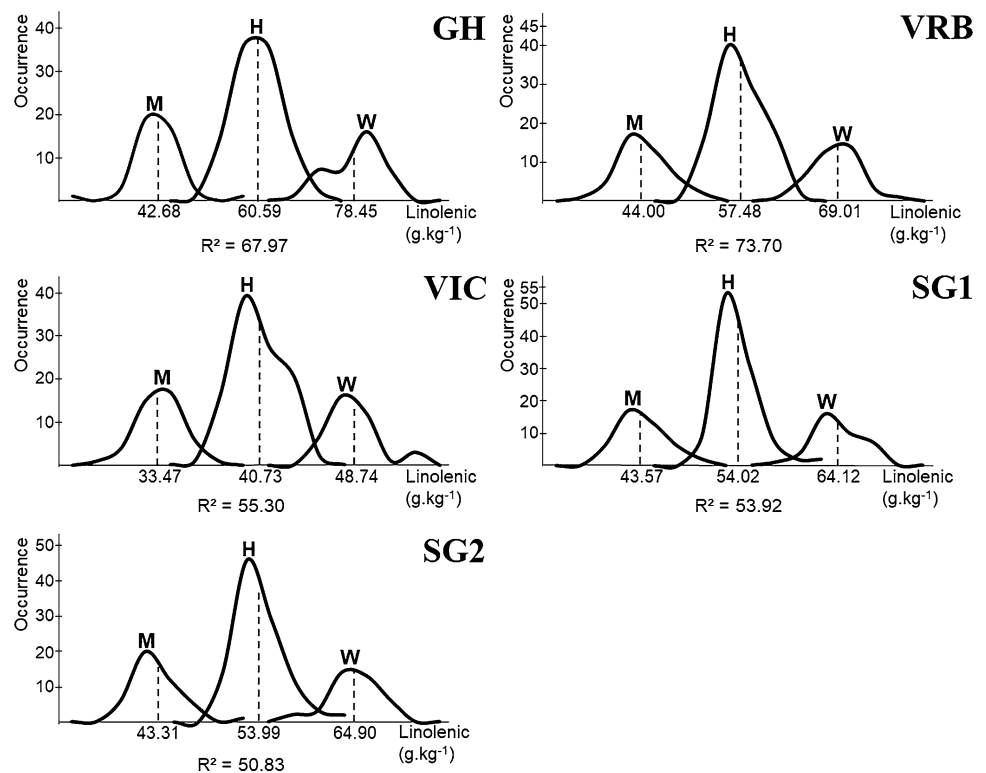 GH
Occurrence
40
30
20
10
M
H
W
42.68 60.59 78.45 Linolenic
(g.kg-1)
R² = 67.97
VRB
Occurrence
45
40
30
20
10
M
H
W
44.00 57.48 69.01 Linolenic
(g.kg-1)
R² = 73.70
VIC
Occurrence
40
30
20
10
M
H
W
33.47 40.73 48.74 Linolenic
(g.kg-1)
R² = 55.30
SG1
Occurrence
55
50
40
30
20
10
M
H
W
43.57 54.02 64.12 Linolenic
(g.kg-1)
R² = 53.92
SG2
Occurrence
50
40
30
20
10
M
H
W
43.31 53.99 64.90 Linolenic
(g.kg-1)
R² = 50.83